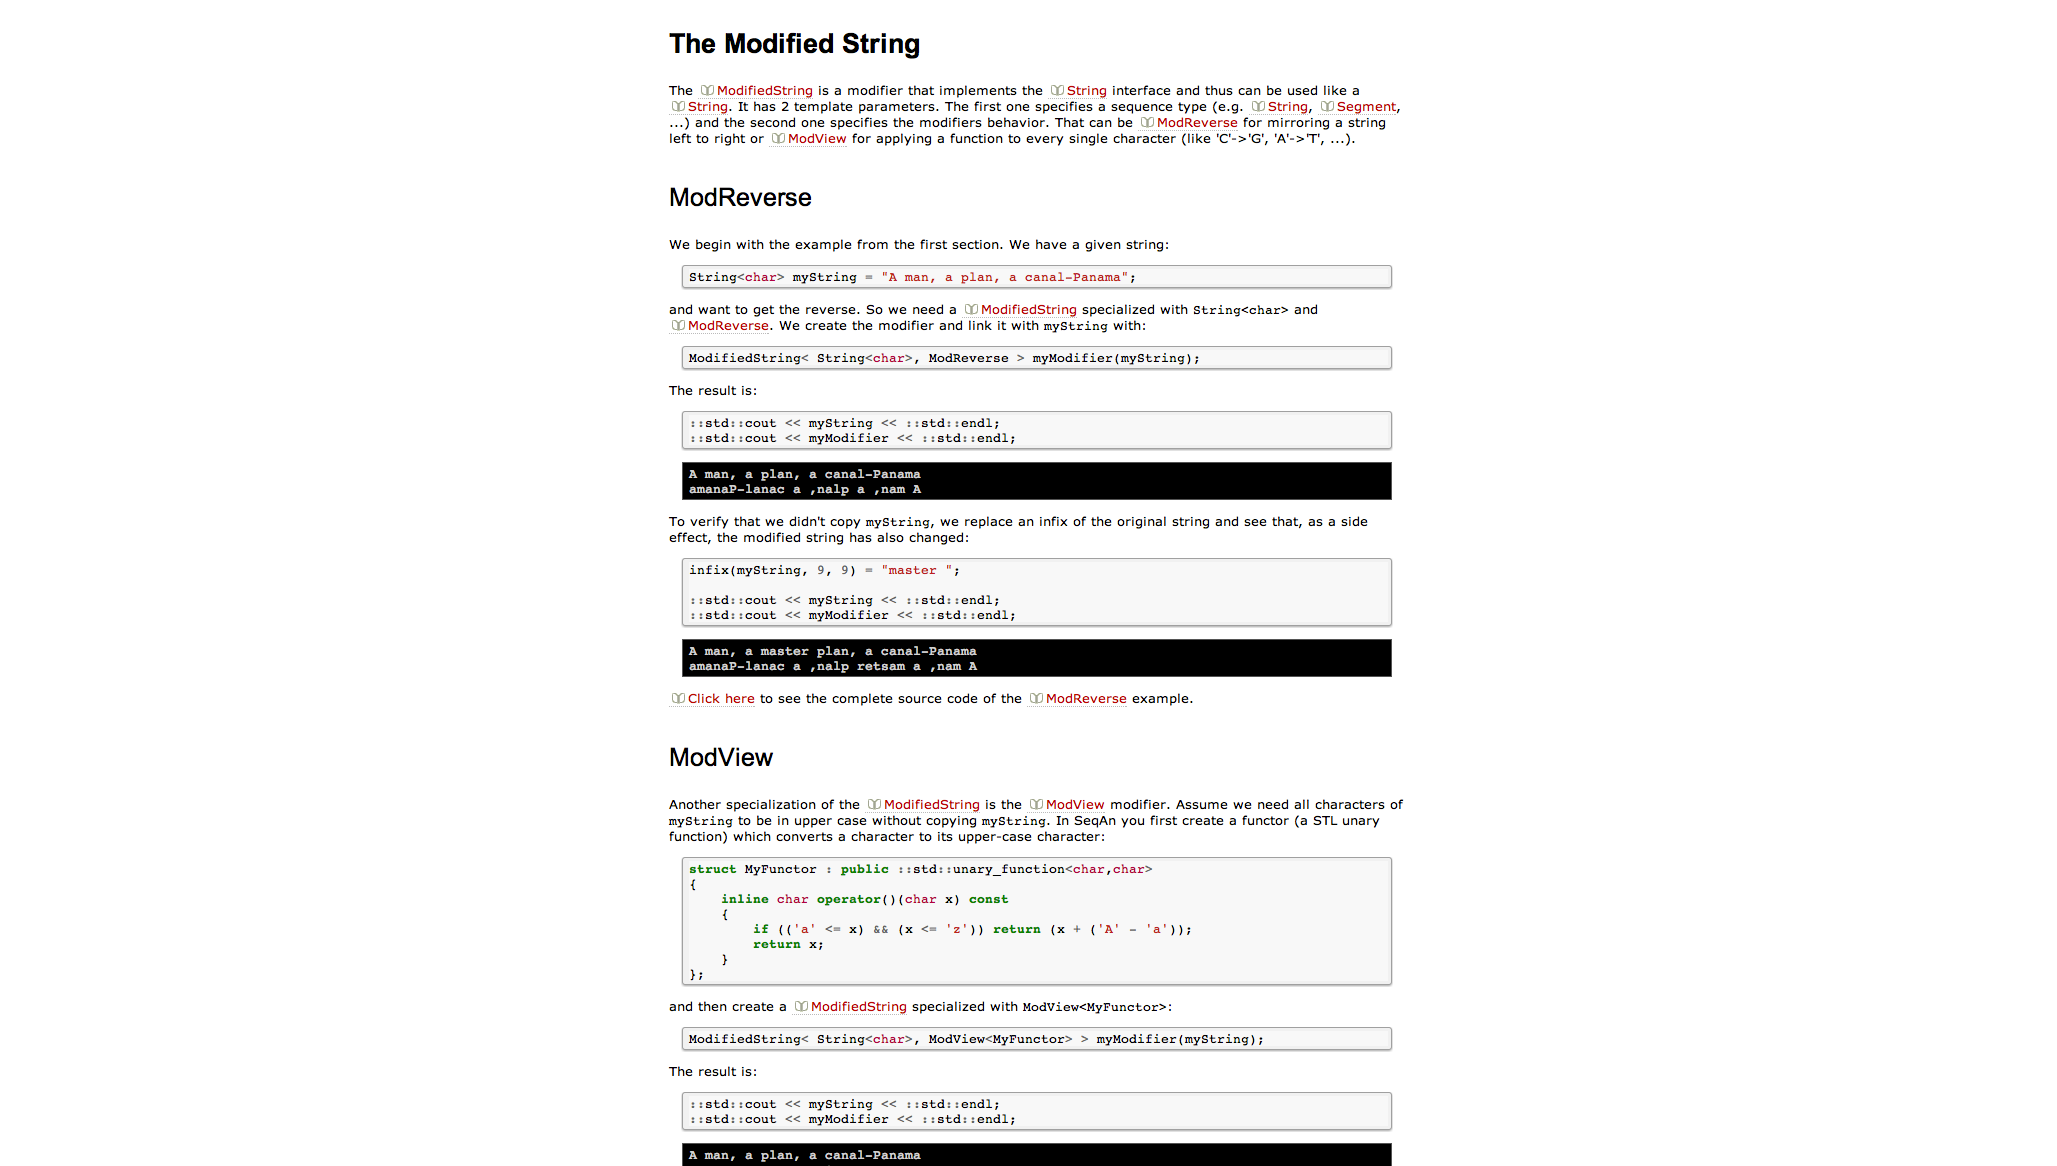 The Modified String
The ModifiedString is a modifier that implements the String interface and thus can be used like a
String. It has 2 template parameters. The first one specifies a sequence type (e.g. String, Segment,
...) and the second one specifies the modifiers behavior. That can be ModReverse for mirroring a string
left to right or ModView for applying a function to every single character (like 'C'->'G', 'A'->'T', ...).
ModReverse
We begin with the example from the first section. We have a given string:
String<char> myString = "A man, a plan, a canal-Panama";
and want to get the reverse. So we need a ModifiedString specialized with String<char> and
ModReverse. We create the modifier and link it with myString with:
ModifiedString< String<char>, ModReverse > myModifier(myString);
The result is:
::std::cout << myString << ::std::endl;
::std::cout << myModifier << ::std::endl;
A man, a plan, a canal-Panama
amanaP-lanac a ,nalp a ,nam A
To verify that we didn't copy myString, we replace an infix of the original string and see that, as a side
effect, the modified string has also changed:
infix(myString, 9, 9) = "master ";
::std::cout << myString << ::std::endl;
::std::cout << myModifier << ::std::endl;
A man, a master plan, a canal-Panama
amanaP-lanac a ,nalp retsam a ,nam A
Click here to see the complete source code of the ModReverse example.
ModView
Another specialization of the ModifiedString is the ModView modifier. Assume we need all characters of
myString to be in upper case without copying myString. In SeqAn you first create a functor (a STL unary
function) which converts a character to its upper-case character:
struct MyFunctor : public ::std::unary_function<char,char>
{
    inline char operator()(char x) const
    {
        if (('a' <= x) && (x <= 'z')) return (x + ('A' - 'a'));
        return x;
    }
};
and then create a ModifiedString specialized with ModView<MyFunctor>:
ModifiedString< String<char>, ModView<MyFunctor> > myModifier(myString);
The result is:
::std::cout << myString << ::std::endl;
::std::cout << myModifier << ::std::endl;
A man, a plan, a canal-Panama